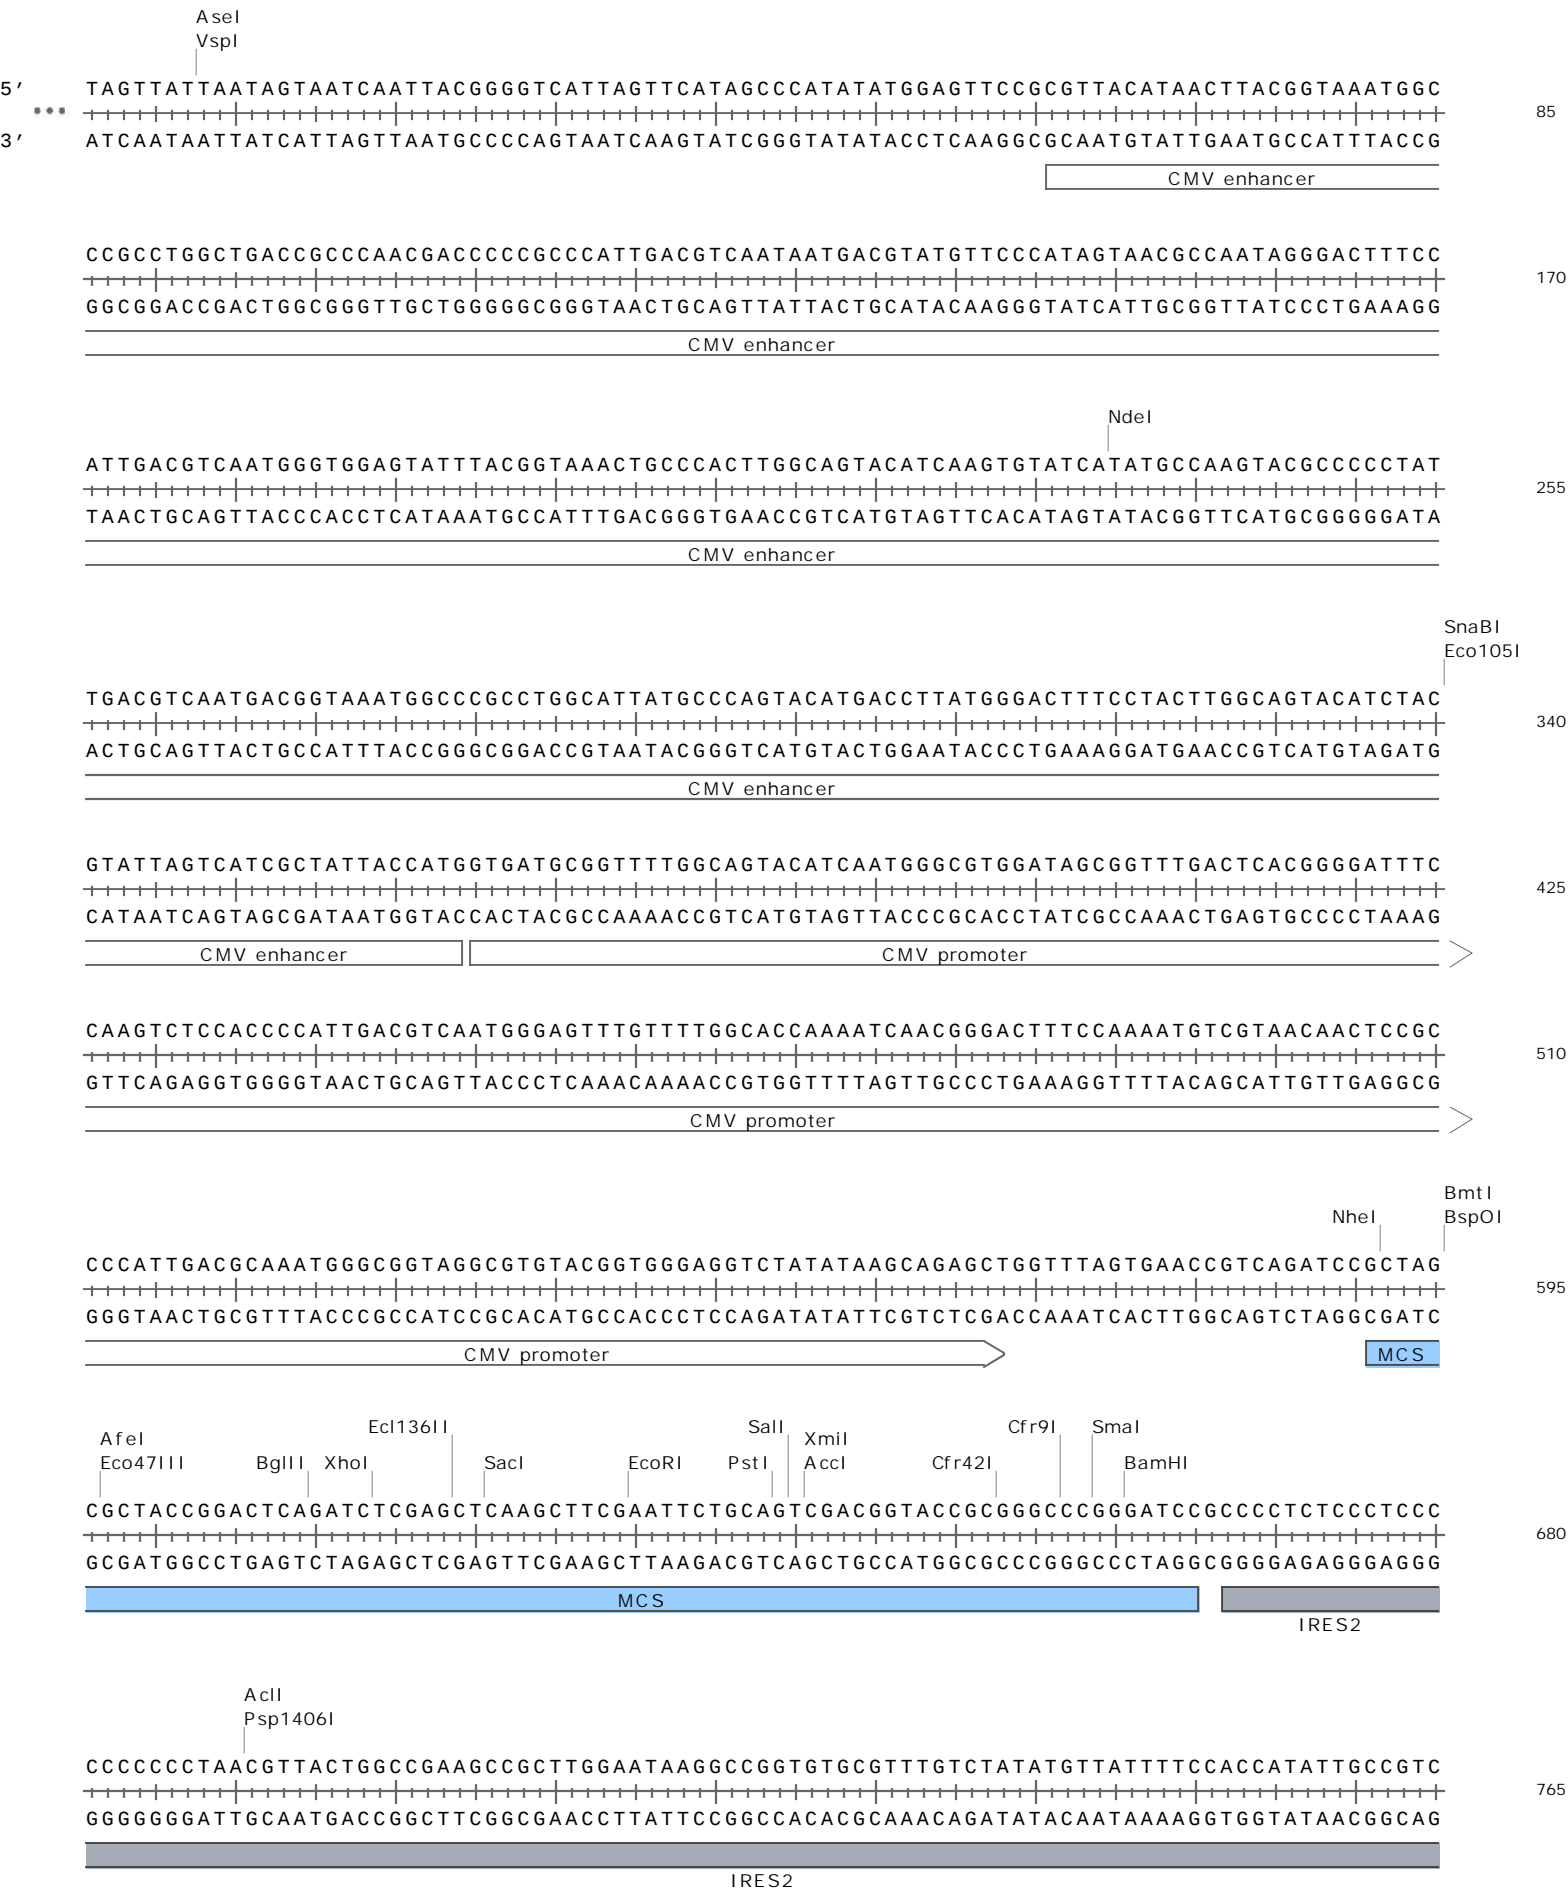 AseI
VspI
5′ TAGTTATTAATAGTAATCAATTACGGGGTCATTAGTTCATAGCCCATATATGGAGTTCCGCGTTACATAACTTACGGTAAATGGC
••• 85
3′ ATCAATAATTATCATTAGTTAATGCCCCAGTAATCAAGTATCGGGTATATACCTCAAGGCGCAATGTATTGAATGCCATTTACCG
CMV enhancer
CCGCCTGGCTGACCGCCCAACGACCCCCGCCCATTGACGTCAATAATGACGTATGTTCCCATAGTAACGCCAATAGGGACTTTCC
170
GGCGGACCGACTGGCGGGTTGCTGGGGGCGGGTAACTGCAGTTATTACTGCATACAAGGGTATCATTGCGGTTATCCCTGAAAGG
CMV enhancer
NdeI
ATTGACGTCAATGGGTGGAGTATTTACGGTAAACTGCCCACTTGGCAGTACATCAAGTGTATCATATGCCAAGTACGCCCCCTAT
255
TAACTGCAGTTACCCACCTCATAAATGCCATTTGACGGGTGAACCGTCATGTAGTTCACATAGTATACGGTTCATGCGGGGGATA
CMV enhancer
SnaBI
Eco105I
TGACGTCAATGACGGTAAATGGCCCGCCTGGCATTATGCCCAGTACATGACCTTATGGGACTTTCCTACTTGGCAGTACATCTAC
340
ACTGCAGTTACTGCCATTTACCGGGCGGACCGTAATACGGGTCATGTACTGGAATACCCTGAAAGGATGAACCGTCATGTAGATG
CMV enhancer
GTATTAGTCATCGCTATTACCATGGTGATGCGGTTTTGGCAGTACATCAATGGGCGTGGATAGCGGTTTGACTCACGGGGATTTC
425
CATAATCAGTAGCGATAATGGTACCACTACGCCAAAACCGTCATGTAGTTACCCGCACCTATCGCCAAACTGAGTGCCCCTAAAG
CMV enhancer CMV promoter
CAAGTCTCCACCCCATTGACGTCAATGGGAGTTTGTTTTGGCACCAAAATCAACGGGACTTTCCAAAATGTCGTAACAACTCCGC
510
GTTCAGAGGTGGGGTAACTGCAGTTACCCTCAAACAAAACCGTGGTTTTAGTTGCCCTGAAAGGTTTTACAGCATTGTTGAGGCG
CMV promoter
BmtI
NheI BspOI
CCCATTGACGCAAATGGGCGGTAGGCGTGTACGGTGGGAGGTCTATATAAGCAGAGCTGGTTTAGTGAACCGTCAGATCCGCTAG
595
GGGTAACTGCGTTTACCCGCCATCCGCACATGCCACCCTCCAGATATATTCGTCTCGACCAAATCACTTGGCAGTCTAGGCGATC
CMV promoter MCS
Ecl136II SalI Cfr9I SmaI
AfeI XmiI
Eco47III BglII XhoI SacI EcoRI PstI AccI Cfr42I BamHI
CGCTACCGGACTCAGATCTCGAGCTCAAGCTTCGAATTCTGCAGTCGACGGTACCGCGGGCCCGGGATCCGCCCCTCTCCCTCCC
680
GCGATGGCCTGAGTCTAGAGCTCGAGTTCGAAGCTTAAGACGTCAGCTGCCATGGCGCCCGGGCCCTAGGCGGGGAGAGGGAGGG
MCS
IRES2
AclI
Psp1406I
CCCCCCCTAACGTTACTGGCCGAAGCCGCTTGGAATAAGGCCGGTGTGCGTTTGTCTATATGTTATTTTCCACCATATTGCCGTC
765
GGGGGGGATTGCAATGACCGGCTTCGGCGAACCTTATTCCGGCCACACGCAAACAGATATACAATAAAAGGTGGTATAACGGCAG
IRES2